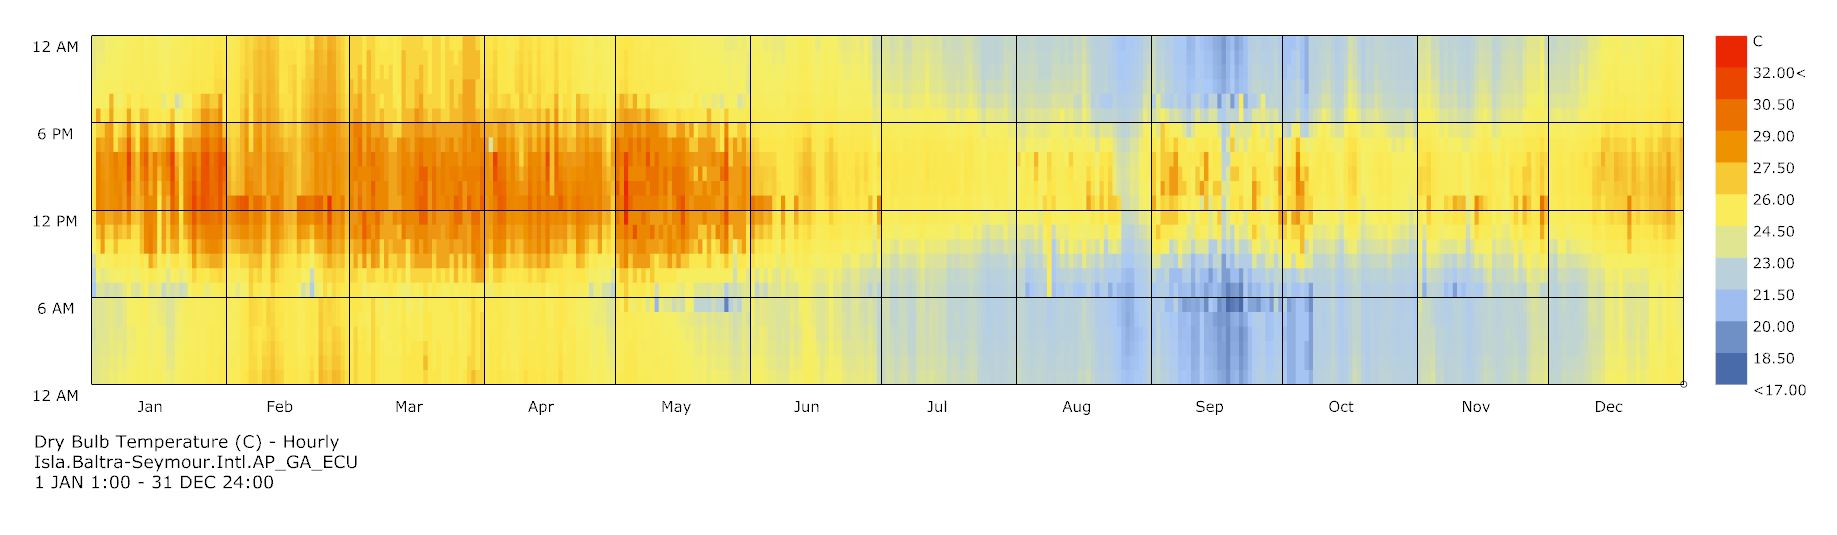 12 AM
6 PM
12 PM
6 AM
12 AM
Jan Feb Mar Apr May Jun Jul Aug Sep Oct Nov Dec
C
32.00<
30.50
29.00
27.50
26.00
24.50
23.00
21.50
20.00
18.50
<17.00
Dry Bulb Temperature (C) - Hourly
Isla.Baltra-Seymour.Intl.AP_GA_ECU
1 JAN 1:00 - 31 DEC 24:00